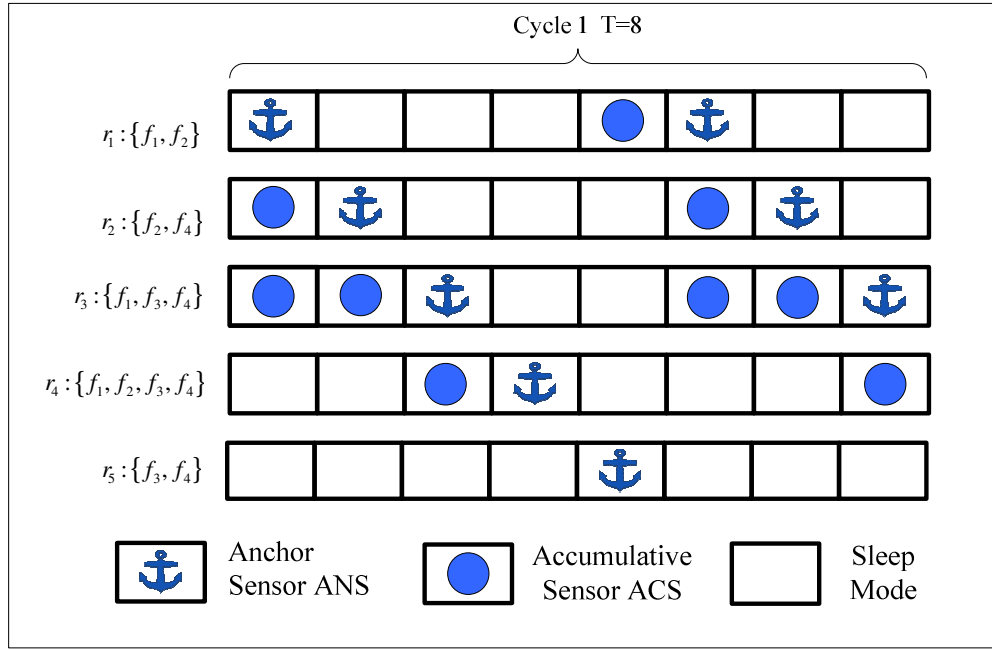 Cycle 1 T=8
r₁ : {f₁, f₂}
r₂ : {f₂, f₄}
r₃ : {f₁, f₃, f₄}
r₄ : {f₁, f₂, f₃, f₄}
r₅ : {f₃, f₄}
Anchor
Sensor ANS
Accumulative
Sensor ACS
Sleep
Mode